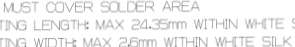 MUST COVER SOLDER AREA
TING LENGTH: MAX 24.35mm WITHIN WHITE S
TING WIDTH: MAX 2.6mm WITHIN WHITE SILK